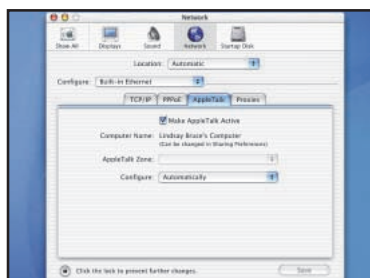 Network
Show All Displays Sound Network Startup Disk
Location: Automatic
Configure: Built-in Ethernet
TCP/IP PPPoE AppleTalk Proxies
Make AppleTalk Active
Computer Name: Lindsay Bruce's Computer
(Can be changed in Sharing Preferences)
AppleTalk Zone:
Configure: Automatically
Click the lock to prevent further changes. Save